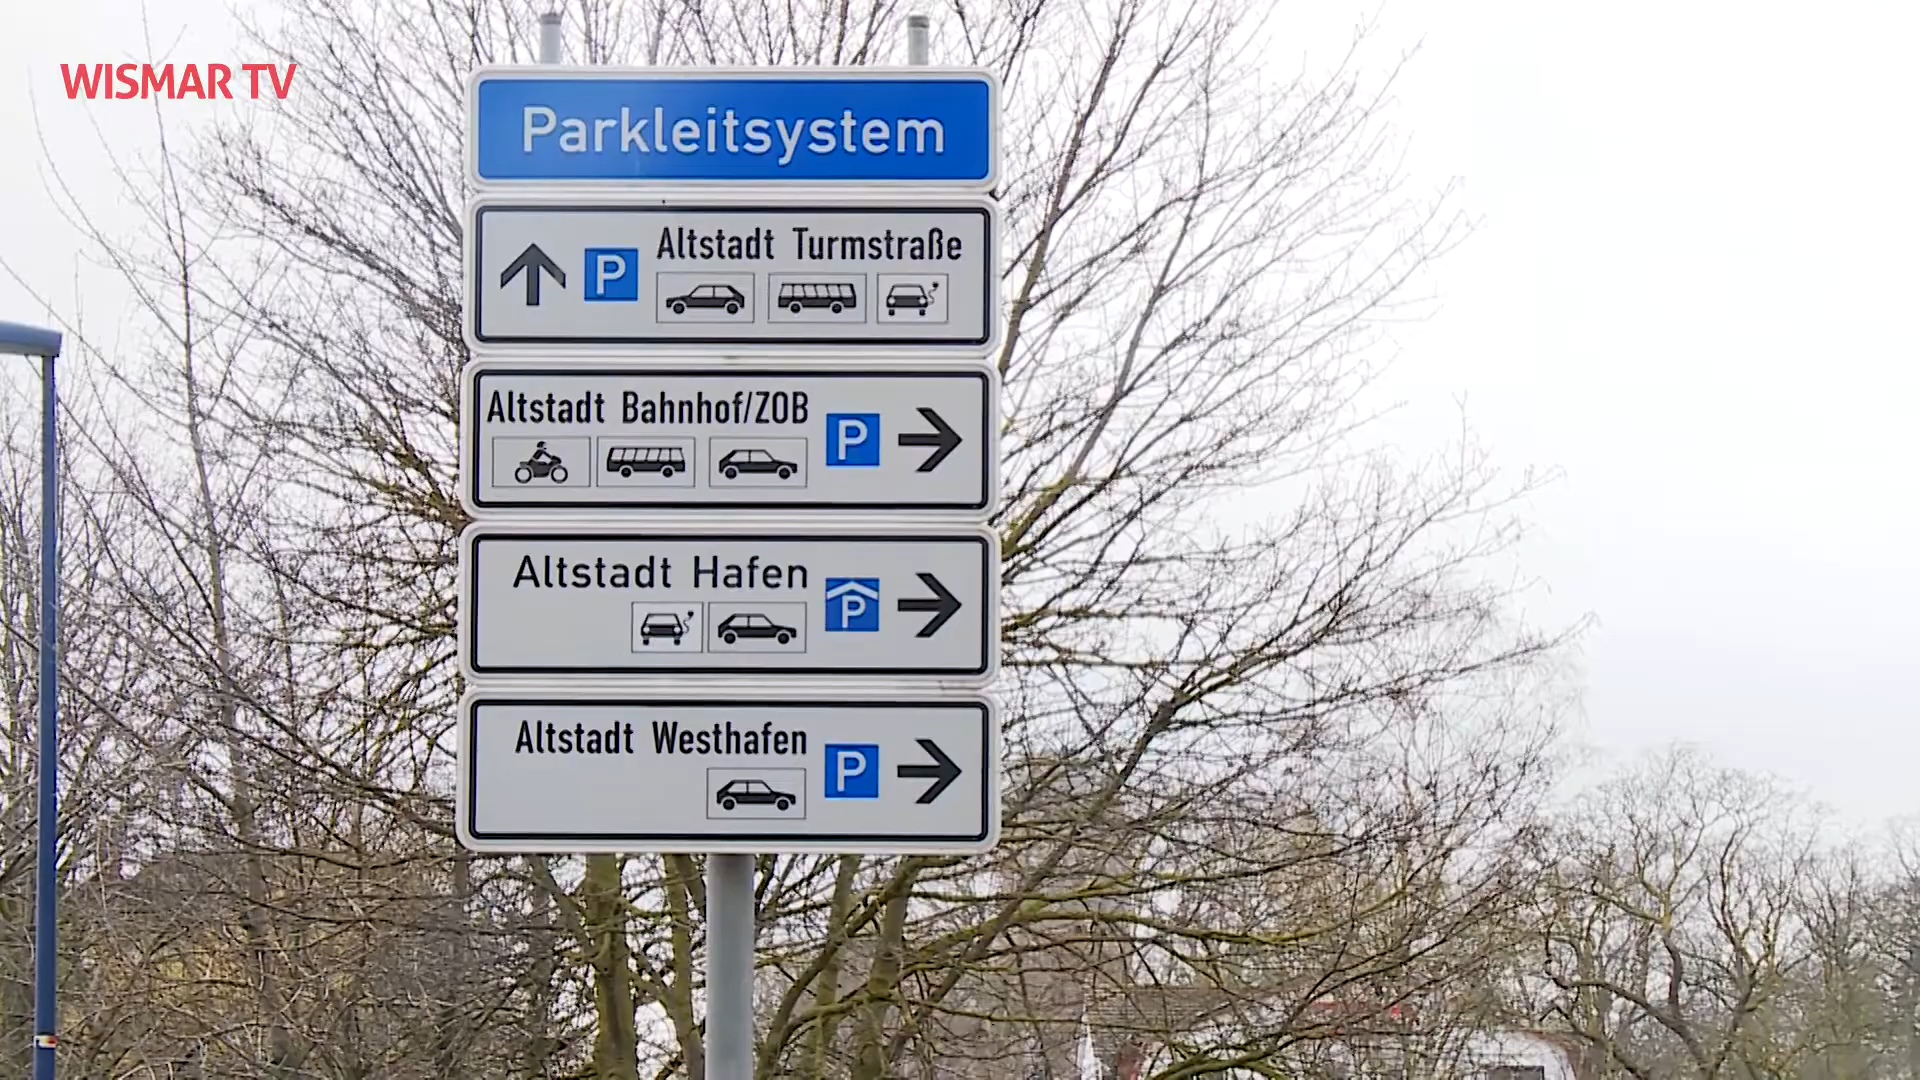 WISMAR TV
Parkleitsystem
P Altstadt Turmstraße
Altstadt Bahnhof/ZOB P
Altstadt Hafen P
Altstadt Westhafen P